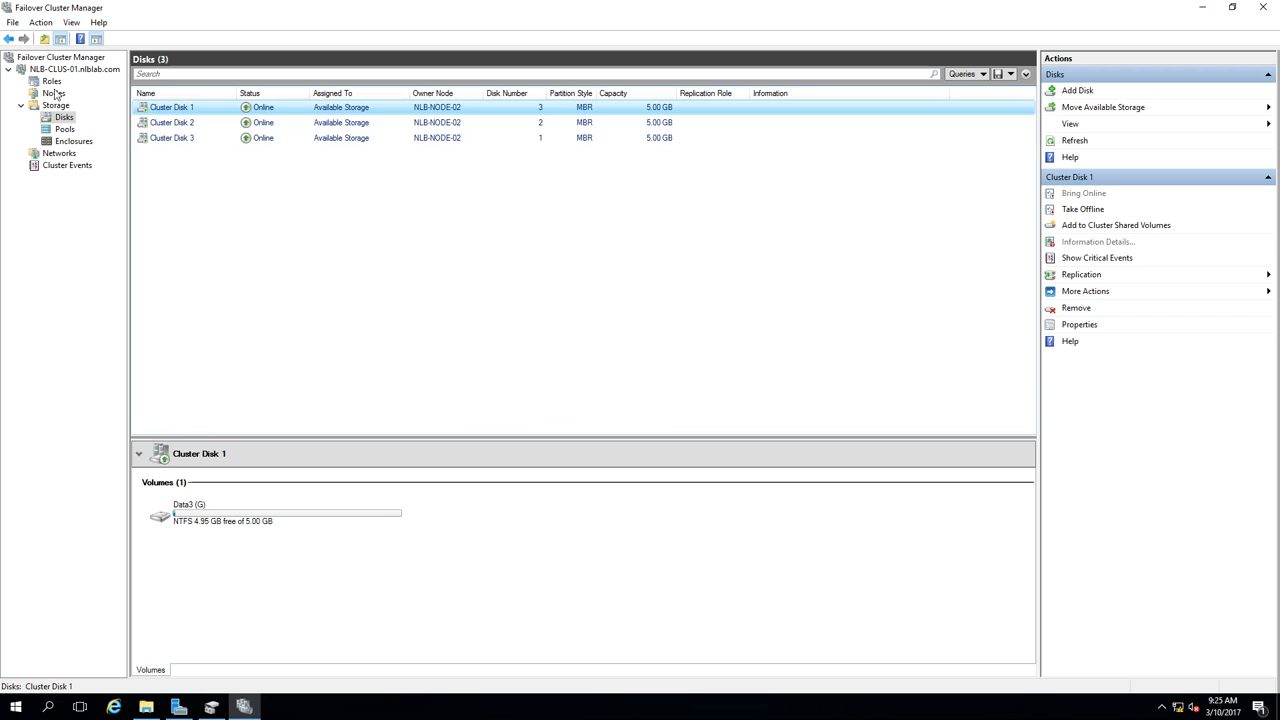 Failover Cluster Manager
File Action View Help
Failover Cluster Manager
NLB-CLUS-01.nlblab.com
Roles
Nodes
Storage
Disks
Pools
Enclosures
Networks
Cluster Events
Disks (3)
Search
Queries
Name Status Assigned To Owner Node Disk Number Partition Style Capacity Replication Role Information
Cluster Disk 1 Online Available Storage NLB-NODE-02 3 MBR 5.00 GB
Cluster Disk 2 Online Available Storage NLB-NODE-02 2 MBR 5.00 GB
Cluster Disk 3 Online Available Storage NLB-NODE-02 1 MBR 5.00 GB
Cluster Disk 1
Volumes (1)
Data3 (G)
NTFS 4.95 GB free of 5.00 GB
Volumes
Actions
Disks
Add Disk
Move Available Storage
View
Refresh
Help
Cluster Disk 1
Bring Online
Take Offline
Add to Cluster Shared Volumes
Information Details...
Show Critical Events
Replication
More Actions
Remove
Properties
Help
Disks: Cluster Disk 1
9:25 AM
3/10/2017
1